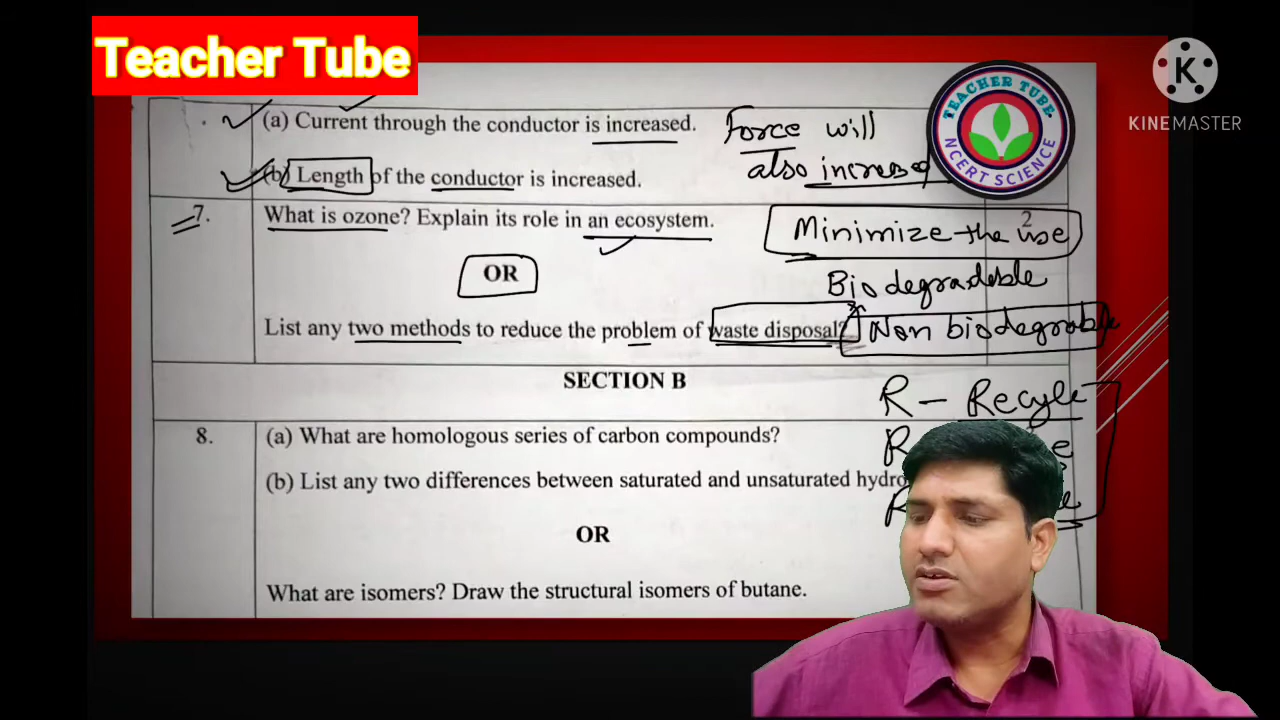 Teacher Tube
K
KINEMASTER
TEACHER TUBE
NCERT SCIENCE
(a) Current through the conductor is increased.
Force will
also increased
(b) Length of the conductor is increased.
7.
What is ozone? Explain its role in an ecosystem.
2
Minimize the use
OR
Biodegradable
List any two methods to reduce the problem of waste disposal?
Non biodegrable
SECTION B
R - Recycle
8.
(a) What are homologous series of carbon compounds?
R
(b) List any two differences between saturated and unsaturated hydro
R
OR
What are isomers? Draw the structural isomers of butane.